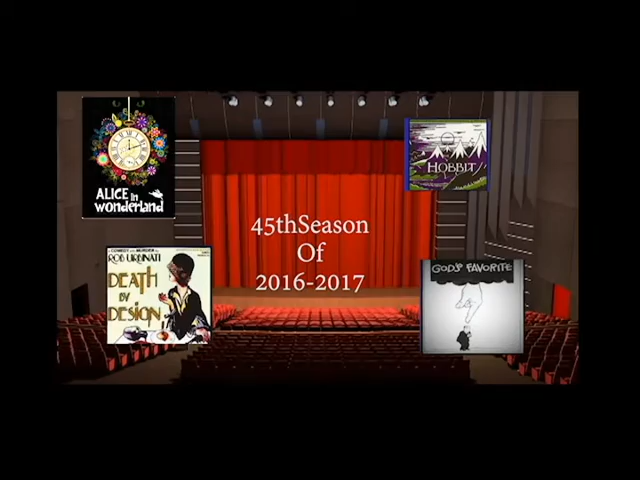 ALICE in
wonderland
HOBBIT
45thSeason
Of
2016-2017
ROB URBINATI
DEATH
BY
DESIGN
GOD'S FAVORITE